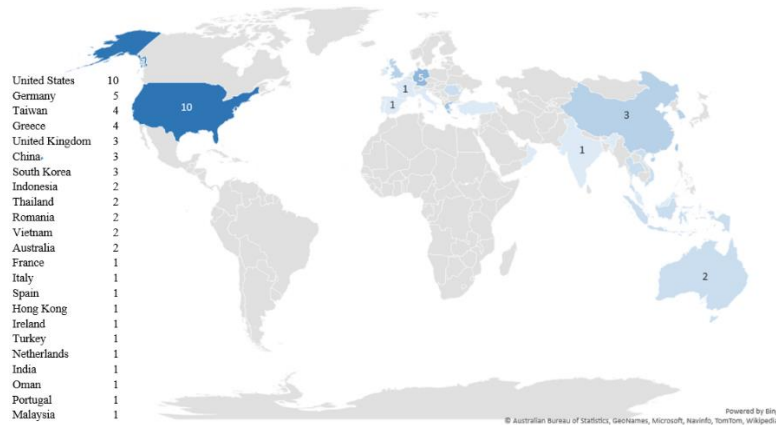 United States 10
Germany 5
Taiwan 4
Greece 4
United Kingdom 3
China, 3
South Korea 3
Indonesia 2
Thailand 2
Romania 2
Vietnam 2
Australia 2
France 1
Italy 1
Spain 1
Hong Kong 1
Ireland 1
Turkey 1
Netherlands 1
India 1
Oman 1
Portugal 1
Malaysia 1
10
5
1
1
3
1
2
Powered by Bing
© Australian Bureau of Statistics, GeoNames, Microsoft, Navinfo, TomTom, Wikipedia